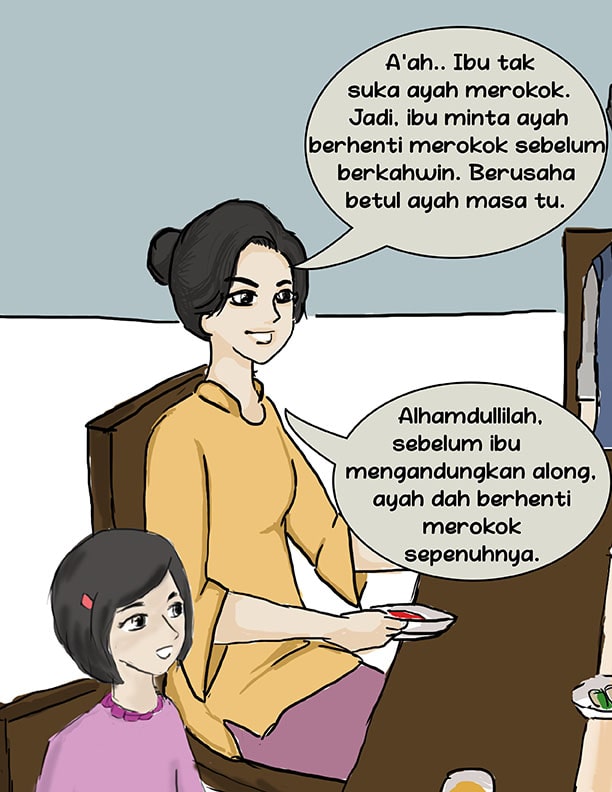 A'ah.. Ibu tak
suka ayah merokok.
Jadi, ibu minta ayah
berhenti merokok sebelum
berkahwin. Berusaha
betul ayah masa tu.
Alhamdullilah,
sebelum ibu
mengandungkan along,
ayah dah berhenti
merokok
sepenuhnya.